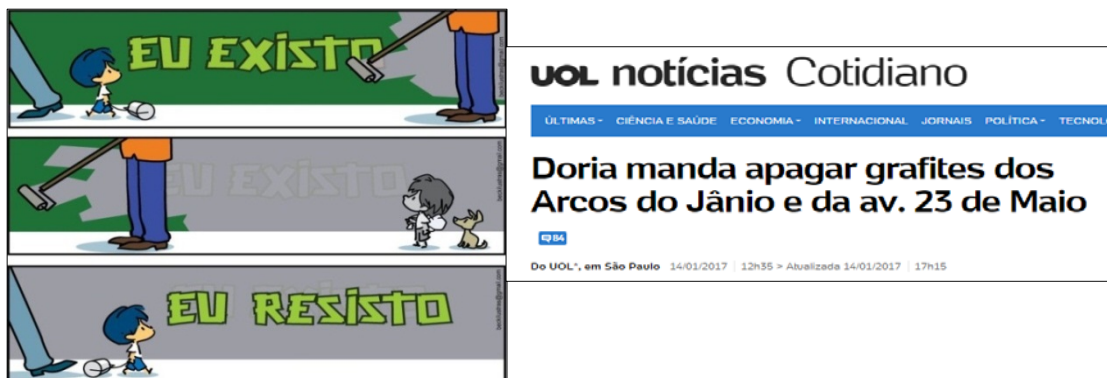 EU EXISTO
EU EXISTO
EU RESISTO
UOL notícias Cotidiano
ÚLTIMAS CIÊNCIA E SAÚDE ECONOMIA INTERNACIONAL JORNAIS POLÍTICA
Doria manda apagar grafites dos
Arcos do Jânio e da av. 23 de Maio
84
Do UOL*, em São Paulo 14/01/2017 12h35 > Atualizada 14/01/2017 17h15